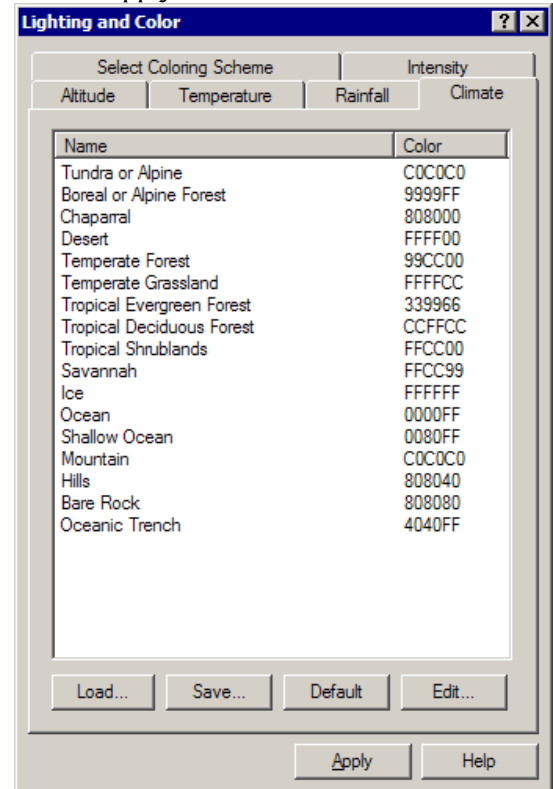 Lighting and Color
Select Coloring Scheme Intensity
Altitude Temperature Rainfall Climate
Name Color
Tundra or Alpine C0C0C0
Boreal or Alpine Forest 9999FF
Chaparral 808000
Desert FFFF00
Temperate Forest 99CC00
Temperate Grassland FFFFCC
Tropical Evergreen Forest 339966
Tropical Deciduous Forest CCFFCC
Tropical Shrublands FFCC00
Savannah FFCC99
Ice FFFFFF
Ocean 0000FF
Shallow Ocean 0080FF
Mountain C0C0C0
Hills 808040
Bare Rock 808080
Oceanic Trench 4040FF
Load... Save... Default Edit...
Apply Help